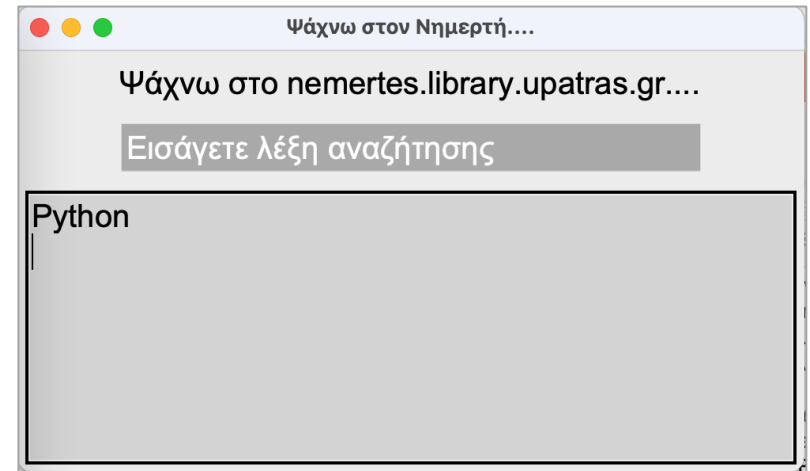 Ψάχνω στον Νημερτή....
Ψάχνω στο nemertes.library.upatras.gr....
Εισάγετε λέξη αναζήτησης
Python